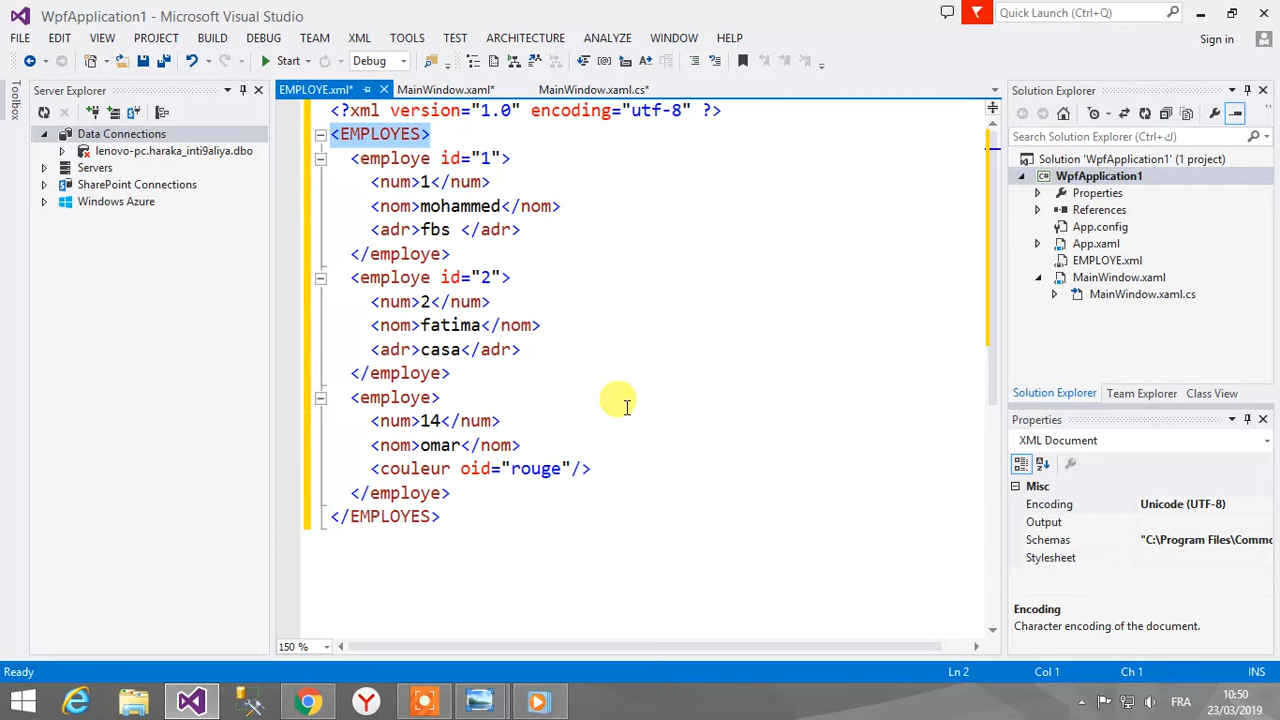 WpfApplication1 - Microsoft Visual Studio
Quick Launch (Ctrl+Q)
FILE EDIT VIEW PROJECT BUILD DEBUG TEAM XML TOOLS TEST ARCHITECTURE ANALYZE WINDOW HELP
Sign in
Start Debug
Toolbox
Server Explorer
Data Connections
lenovo-pc.haraka_inti9aliya.dbo
Servers
SharePoint Connections
Windows Azure
EMPLOYE.xml* MainWindow.xaml* MainWindow.xaml.cs*
<?xml version="1.0" encoding="utf-8" ?>
<EMPLOYES>
<employe id="1">
<num>1</num>
<nom>mohammed</nom>
<adr>fbs </adr>
</employe>
<employe id="2">
<num>2</num>
<nom>fatima</nom>
<adr>casa</adr>
</employe>
<employe>
<num>14</num>
<nom>omar</nom>
<couleur oid="rouge"/>
</employe>
</EMPLOYES>
150 %
Solution Explorer
Search Solution Explorer (Ctrl+ك)
Solution 'WpfApplication1' (1 project)
WpfApplication1
Properties
References
App.config
App.xaml
EMPLOYE.xml
MainWindow.xaml
MainWindow.xaml.cs
Solution Explorer Team Explorer Class View
Properties
XML Document
Misc
Encoding Unicode (UTF-8)
Output
Schemas "C:\Program Files\Commo
Stylesheet
Encoding
Character encoding of the document.
Ready Ln 2 Col 1 Ch 1 INS
FRA
10:50
23/03/2019